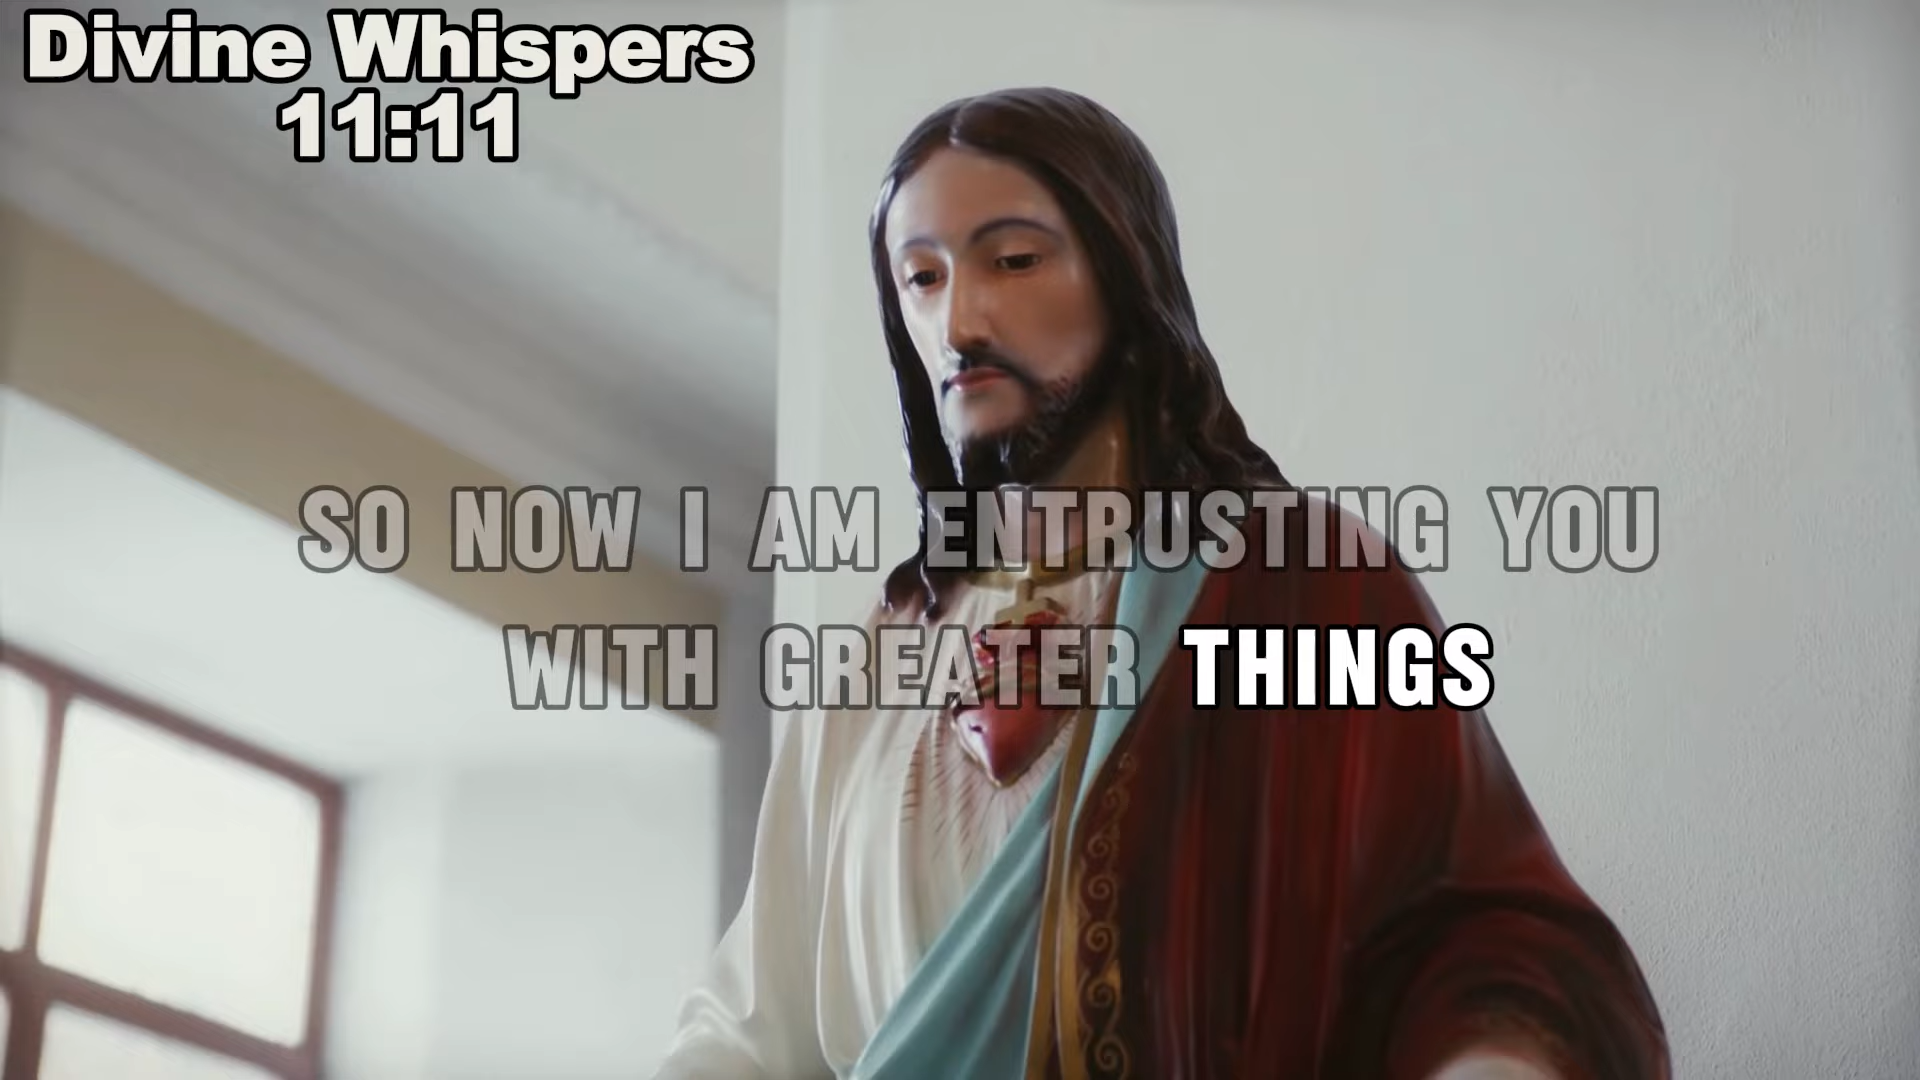 Divine Whispers
11:11
SO NOW I AM ENTRUSTING YOU
WITH GREATER THINGS